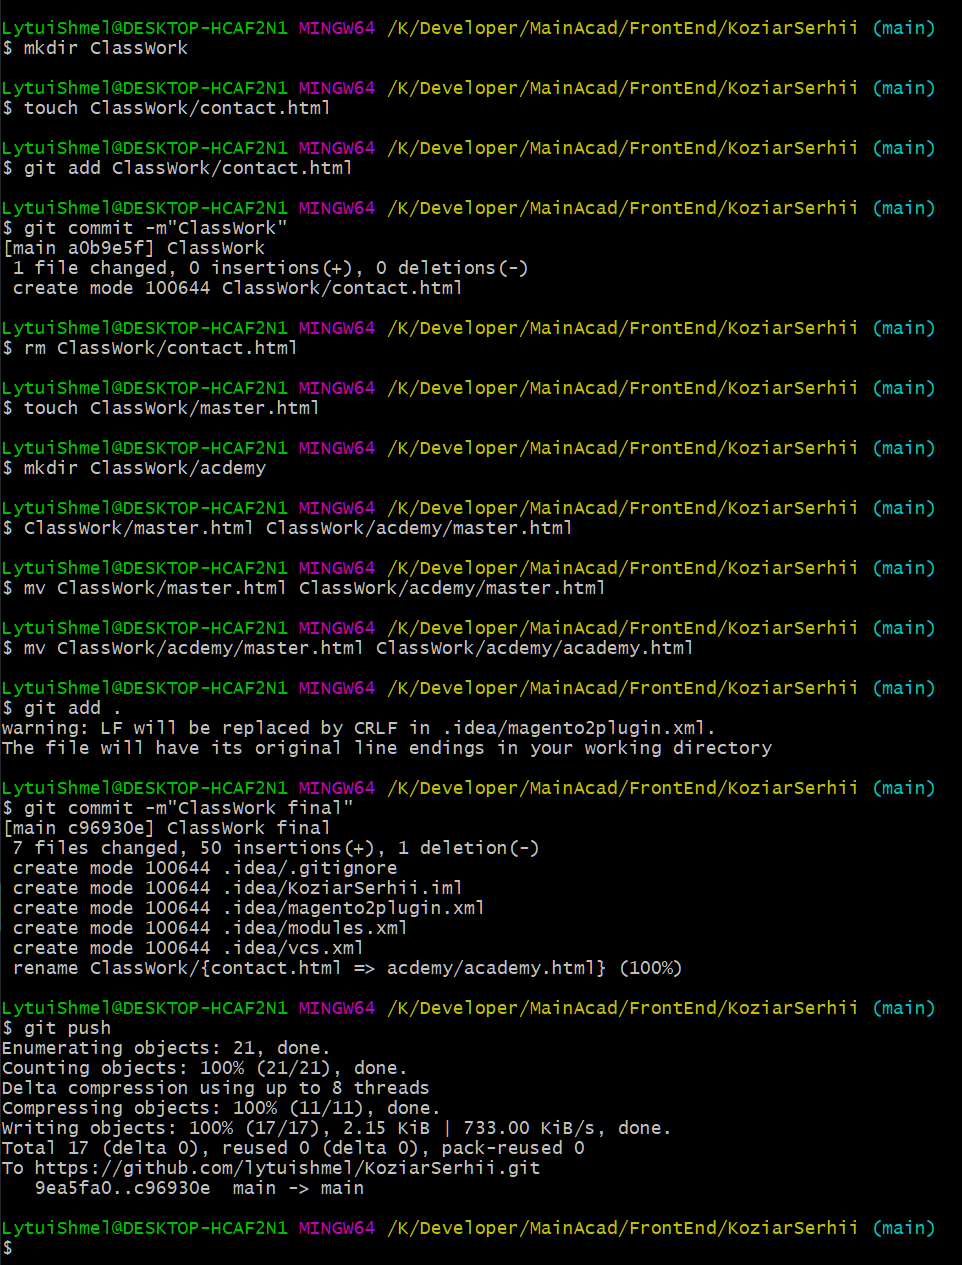 LytuiShmel@DESKTOP-HCAF2N1 MINGW64 /K/Developer/MainAcad/FrontEnd/KoziarSerhii (main)
$ mkdir ClassWork
LytuiShmel@DESKTOP-HCAF2N1 MINGW64 /K/Developer/MainAcad/FrontEnd/KoziarSerhii (main)
$ touch ClassWork/contact.html
LytuiShmel@DESKTOP-HCAF2N1 MINGW64 /K/Developer/MainAcad/FrontEnd/KoziarSerhii (main)
$ git add ClassWork/contact.html
LytuiShmel@DESKTOP-HCAF2N1 MINGW64 /K/Developer/MainAcad/FrontEnd/KoziarSerhii (main)
$ git commit -m"ClassWork"
[main a0b9e5f] ClassWork
 1 file changed, 0 insertions(+), 0 deletions(-)
 create mode 100644 ClassWork/contact.html
LytuiShmel@DESKTOP-HCAF2N1 MINGW64 /K/Developer/MainAcad/FrontEnd/KoziarSerhii (main)
$ rm ClassWork/contact.html
LytuiShmel@DESKTOP-HCAF2N1 MINGW64 /K/Developer/MainAcad/FrontEnd/KoziarSerhii (main)
$ touch ClassWork/master.html
LytuiShmel@DESKTOP-HCAF2N1 MINGW64 /K/Developer/MainAcad/FrontEnd/KoziarSerhii (main)
$ mkdir ClassWork/acdemy
LytuiShmel@DESKTOP-HCAF2N1 MINGW64 /K/Developer/MainAcad/FrontEnd/KoziarSerhii (main)
$ ClassWork/master.html ClassWork/acdemy/master.html
LytuiShmel@DESKTOP-HCAF2N1 MINGW64 /K/Developer/MainAcad/FrontEnd/KoziarSerhii (main)
$ mv ClassWork/master.html ClassWork/acdemy/master.html
LytuiShmel@DESKTOP-HCAF2N1 MINGW64 /K/Developer/MainAcad/FrontEnd/KoziarSerhii (main)
$ mv ClassWork/acdemy/master.html ClassWork/acdemy/academy.html
LytuiShmel@DESKTOP-HCAF2N1 MINGW64 /K/Developer/MainAcad/FrontEnd/KoziarSerhii (main)
$ git add .
warning: LF will be replaced by CRLF in .idea/magento2plugin.xml.
The file will have its original line endings in your working directory
LytuiShmel@DESKTOP-HCAF2N1 MINGW64 /K/Developer/MainAcad/FrontEnd/KoziarSerhii (main)
$ git commit -m"ClassWork final"
[main c96930e] ClassWork final
 7 files changed, 50 insertions(+), 1 deletion(-)
 create mode 100644 .idea/.gitignore
 create mode 100644 .idea/KoziarSerhii.iml
 create mode 100644 .idea/magento2plugin.xml
 create mode 100644 .idea/modules.xml
 create mode 100644 .idea/vcs.xml
 rename ClassWork/{contact.html => acdemy/academy.html} (100%)
LytuiShmel@DESKTOP-HCAF2N1 MINGW64 /K/Developer/MainAcad/FrontEnd/KoziarSerhii (main)
$ git push
Enumerating objects: 21, done.
Counting objects: 100% (21/21), done.
Delta compression using up to 8 threads
Compressing objects: 100% (11/11), done.
Writing objects: 100% (17/17), 2.15 KiB | 733.00 KiB/s, done.
Total 17 (delta 0), reused 0 (delta 0), pack-reused 0
To https://github.com/lytuishmel/KoziarSerhii.git
   9ea5fa0..c96930e  main -> main
LytuiShmel@DESKTOP-HCAF2N1 MINGW64 /K/Developer/MainAcad/FrontEnd/KoziarSerhii (main)
$